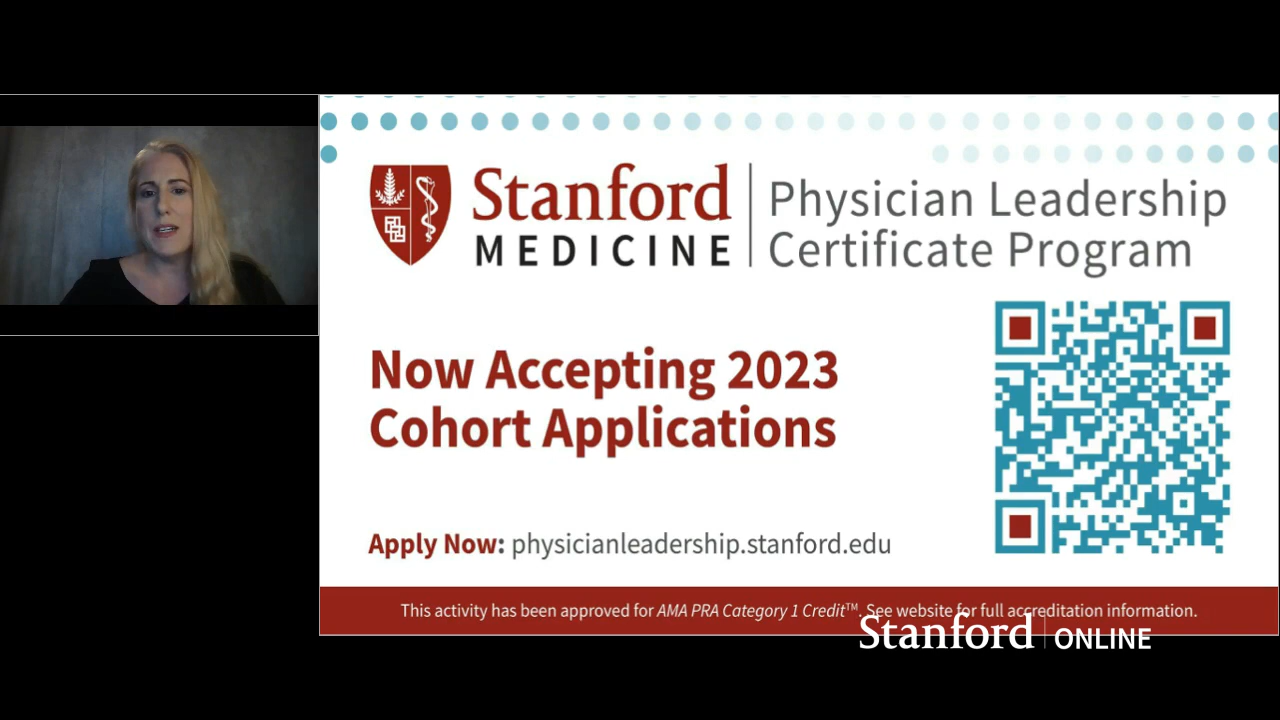 Stanford
MEDICINE
Physician Leadership
Certificate Program
Now Accepting 2023
Cohort Applications
Apply Now: physicianleadership.stanford.edu
This activity has been approved for AMA PRA Category 1 Credit™. See website for full accreditation information.
Stanford | ONLINE